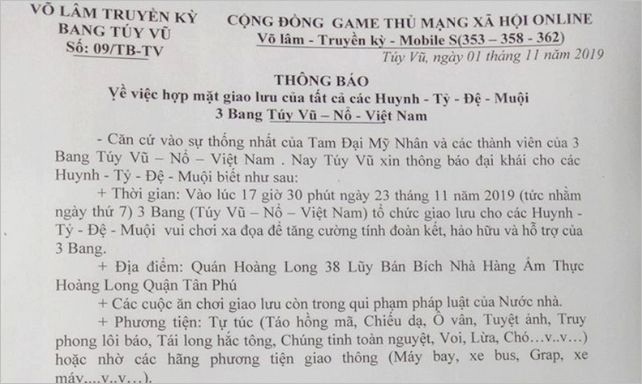 VÕ LÂM TRUYỀN KỲ
BANG TÚY VŨ
Số: 09/TB-TV
CỘNG ĐỒNG GAME THỦ MẠNG XÃ HỘI ONLINE
Võ lâm - Truyền kỳ - Mobile S(353 – 358 - 362)
Túy Vũ, ngày 01 tháng 11 năm 2019
THÔNG BÁO
Về việc hợp mặt giao lưu của tất cả các Huynh - Tỷ - Đệ - Muội
3 Bang Túy Vũ – Nố - Việt Nam
- Căn cứ vào sự thống nhất của Tam Đại Mỹ Nhân và các thành viên của 3
Bang Túy Vũ – Nố – Việt Nam . Nay Túy Vũ xin thông báo đại khái cho các
Huynh - Tỷ - Đệ - Muội biết như sau:
+ Thời gian: Vào lúc 17 giờ 30 phút ngày 23 tháng 11 năm 2019 (tức nhằm
ngày thứ 7) 3 Bang (Túy Vũ – Nố – Việt Nam) tổ chức giao lưu cho các Huynh -
Tỷ - Đệ - Muội vui chơi xa đọa để tăng cường tính đoàn kết, hảo hữu và hỗ trợ của
3 Bang.
+ Địa điểm: Quán Hoàng Long 38 Lũy Bán Bích Nhà Hàng Ẩm Thực
Hoàng Long Quận Tân Phú
+ Các cuộc ăn chơi giao lưu còn trong qui phạm pháp luật của Nước nhà.
+ Phương tiện: Tự túc (Táo hồng mã, Chiếu dạ, Ô vân, Tuyệt ảnh, Truy
phong lôi báo, Tái long hắc tông, Chúng tinh toàn nguyệt, Voi, Lừa, Chó…v..v…)
hoặc nhờ các hãng phương tiện giao thông (Máy bay, xe bus, Grap, xe
máy....v..v…).